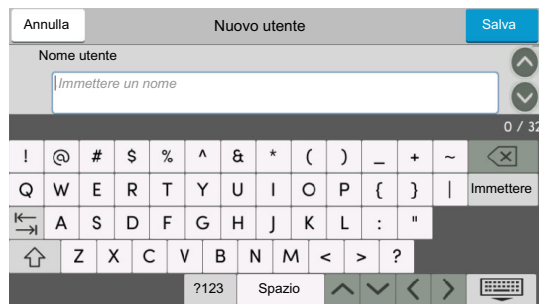 Annulla Nuovo utente Salva
Nome utente
Immettere un nome
0 / 32
! @ # $ % ^ & * ( ) _ + ~
Q W E R T Y U I O P { } | Immettere
A S D F G H J K L : "
Z X C V B N M < > ?
?123 Spazio